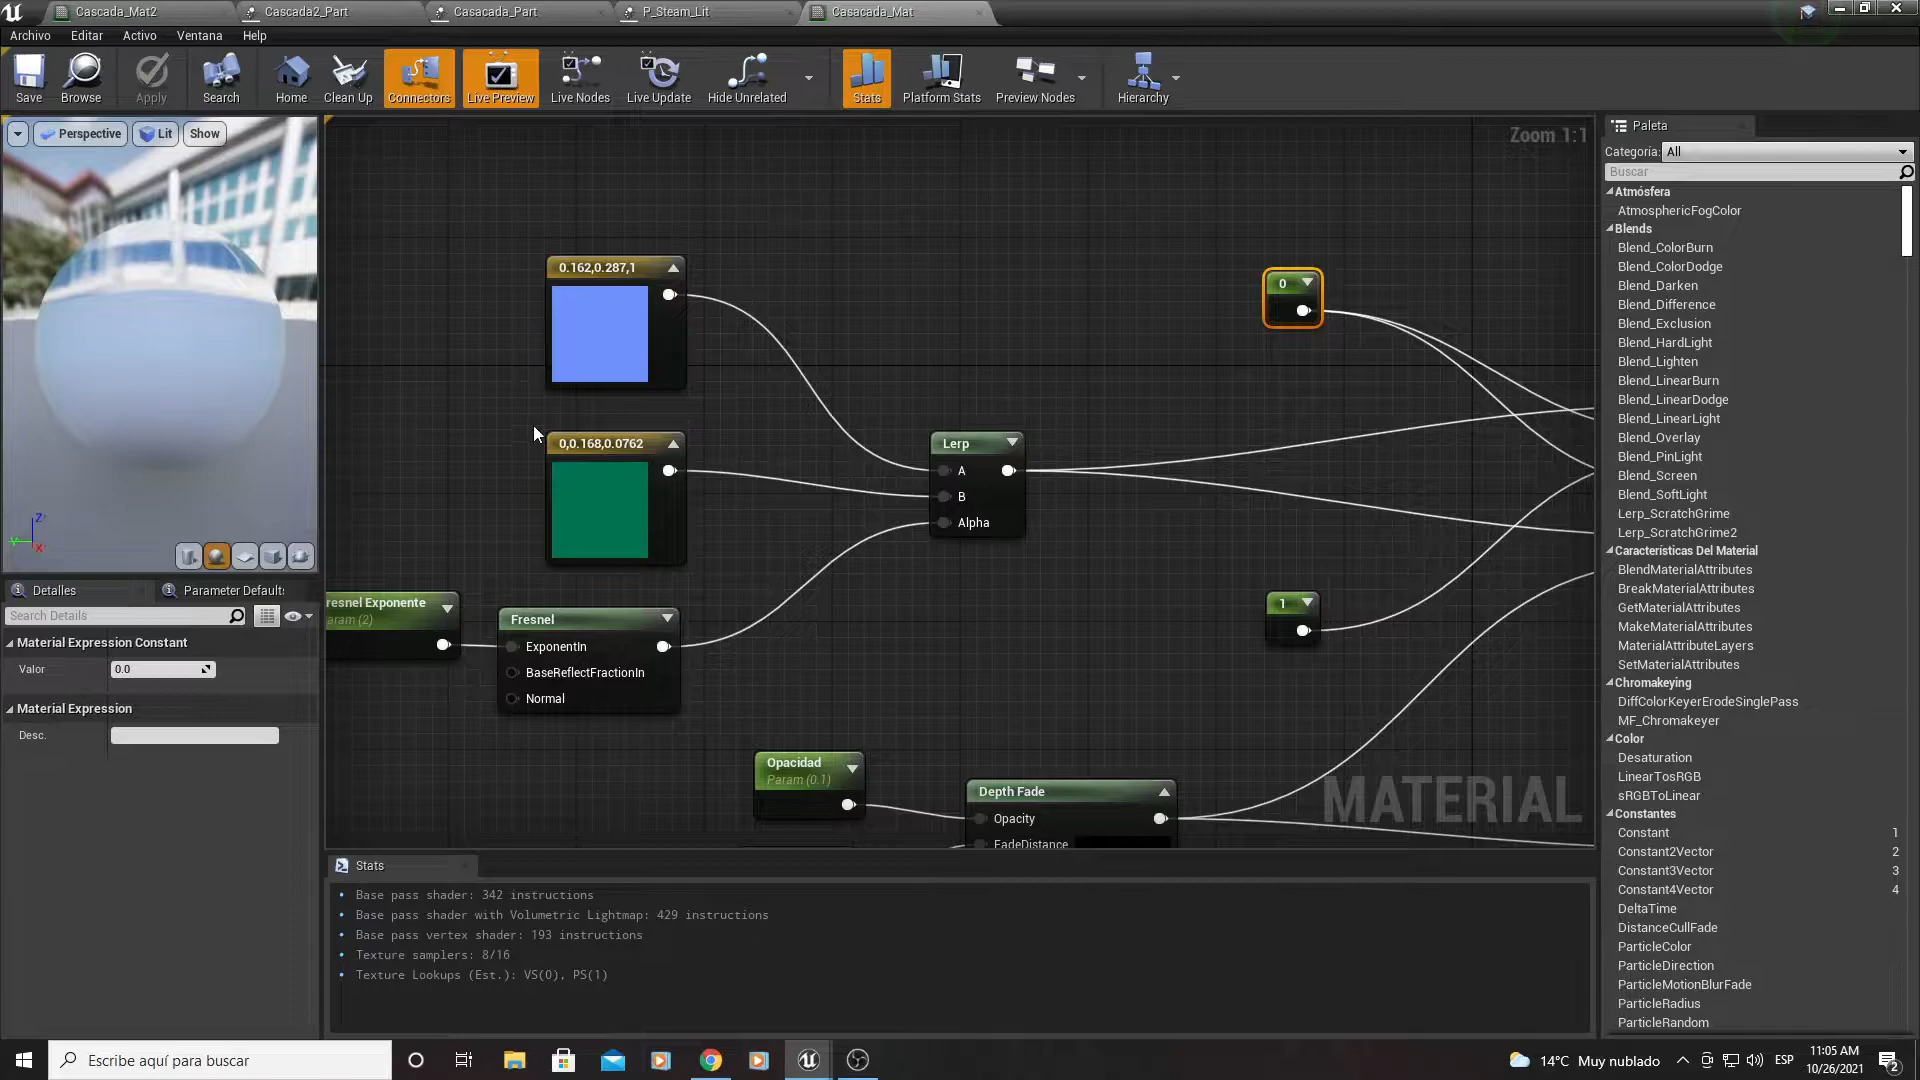 Cascada_Mat2
Cascada2_Part
Casacada_Part
P_Steam_Lit
Casacada_Mat
Archivo
Editar
Activo
Ventana
Help
Save
Browse
Apply
Search
Home
Clean Up
Connectors
Live Preview
Live Nodes
Live Update
Hide Unrelated
Stats
Platform Stats
Preview Nodes
Hierarchy
Perspective
Lit
Show
Z
Y
X
Detalles
Parameter Defaults
Search Details
Material Expression Constant
Valor
0.0
Material Expression
Desc.
Zoom 1:1
0.162,0.287,1
0,0.168,0.0762
Lerp
A
B
Alpha
0
1
resnel Exponente
aram (2)
Fresnel
ExponentIn
BaseReflectFractionIn
Normal
Opacidad
Param (0.1)
Depth Fade
Opacity
FadeDistance
MATERIAL
Stats
Base pass shader: 342 instructions
Base pass shader with Volumetric Lightmap: 429 instructions
Base pass vertex shader: 193 instructions
Texture samplers: 8/16
Texture Lookups (Est.): VS(0), PS(1)
Paleta
Categoría: All
Buscar
Atmósfera
AtmosphericFogColor
Blends
Blend_ColorBurn
Blend_ColorDodge
Blend_Darken
Blend_Difference
Blend_Exclusion
Blend_HardLight
Blend_Lighten
Blend_LinearBurn
Blend_LinearDodge
Blend_LinearLight
Blend_Overlay
Blend_PinLight
Blend_Screen
Blend_SoftLight
Lerp_ScratchGrime
Lerp_ScratchGrime2
Características Del Material
BlendMaterialAttributes
BreakMaterialAttributes
GetMaterialAttributes
MakeMaterialAttributes
MaterialAttributeLayers
SetMaterialAttributes
Chromakeying
DiffColorKeyerErodeSinglePass
MF_Chromakeyer
Color
Desaturation
LinearTosRGB
sRGBToLinear
Constantes
Constant 1
Constant2Vector 2
Constant3Vector 3
Constant4Vector 4
DeltaTime
DistanceCullFade
ParticleColor
ParticleDirection
ParticleMotionBlurFade
ParticleRadius
ParticleRandom
Escribe aquí para buscar
14°C Muy nublado
ESP
11:05 AM
10/26/2021
2